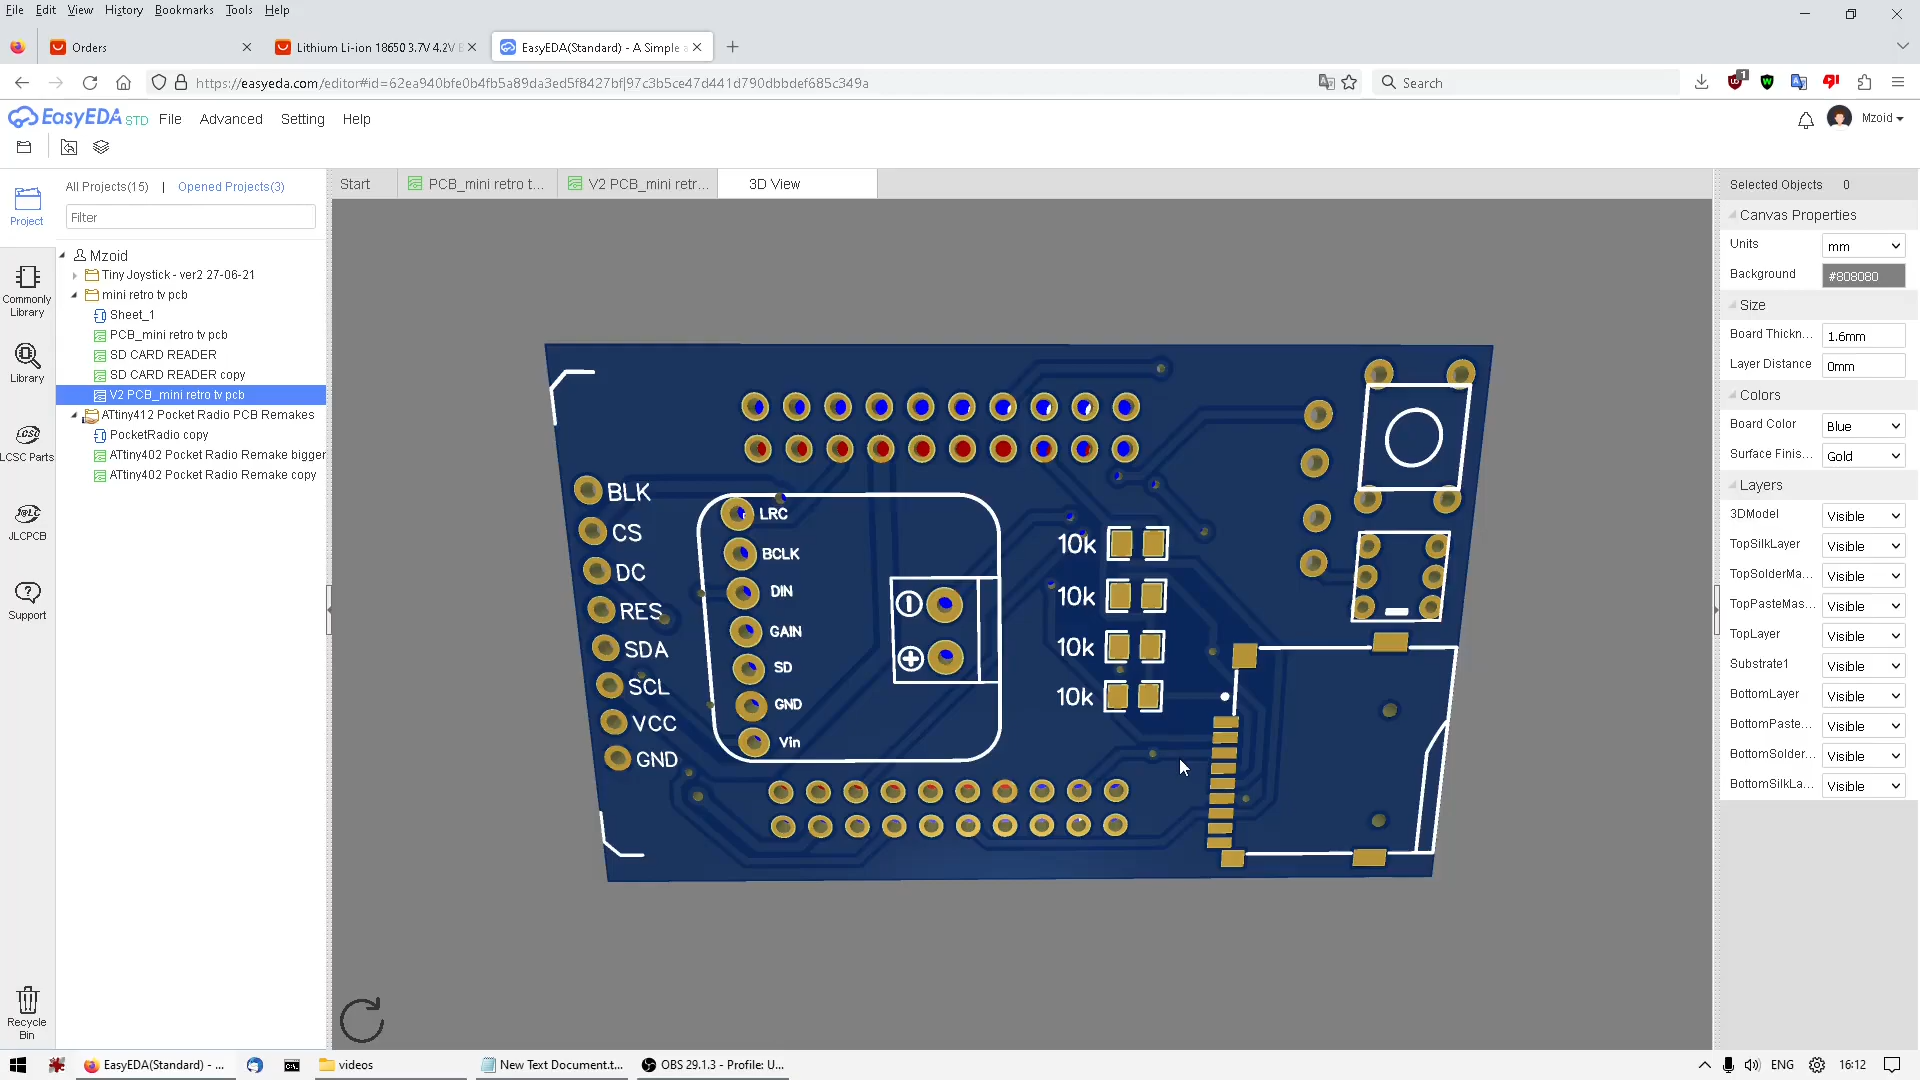 File Edit View History Bookmarks Tools Help
Orders
Lithium Li-ion 18650 3.7V 4.2V
EasyEDA(Standard) - A Simple a
https://easyeda.com/editor#id=62ea940bfe0b4fb5a89da3ed5f8427bf|97c3b5ce47d441d790dbbdef685c349a
Search
1
EasyEDA STD File Advanced Setting Help
Mzoid
Project
Commonly Library
Library
LCSC Parts
JLCPCB
Support
Recycle Bin
All Projects(15) | Opened Projects(3)
Filter
Mzoid
Tiny Joystick - ver2 27-06-21
mini retro tv pcb
Sheet_1
PCB_mini retro tv pcb
SD CARD READER
SD CARD READER copy
V2 PCB_mini retro tv pcb
ATtiny412 Pocket Radio PCB Remakes
PocketRadio copy
ATtiny402 Pocket Radio Remake bigger
ATtiny402 Pocket Radio Remake copy
Start
PCB_mini retro t...
V2 PCB_mini retr...
3D View
BLK
CS
DC
RES
SDA
SCL
VCC
GND
LRC
BCLK
DIN
GAIN
SD
GND
Vin
10k
10k
10k
10k
Selected Objects 0
Canvas Properties
Units mm
Background #808080
Size
Board Thickn... 1.6mm
Layer Distance 0mm
Colors
Board Color Blue
Surface Finis... Gold
Layers
3DModel Visible
TopSilkLayer Visible
TopSolderMa... Visible
TopPasteMas... Visible
TopLayer Visible
Substrate1 Visible
BottomLayer Visible
BottomPaste... Visible
BottomSolder... Visible
BottomSilkLa... Visible
EasyEDA(Standard) - ...
videos
New Text Document.t...
OBS 29.1.3 - Profile: U...
ENG
16:12